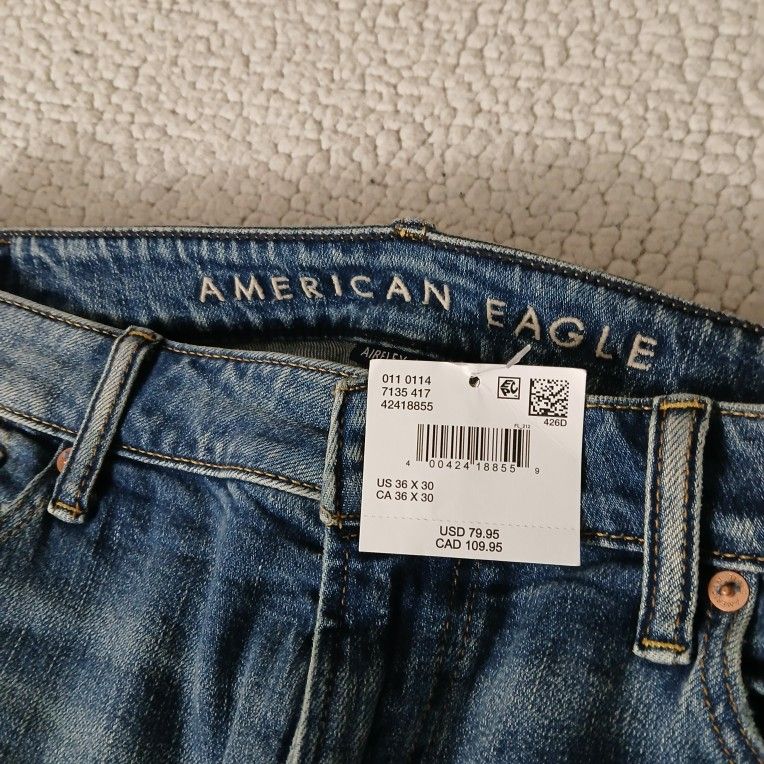 AMERICAN EAGLE
011 0114
7135 417
42418855
426D
FL_212
4 00424 18855 9
US 36 X 30
CA 36 X 30
USD 79.95
CAD 109.95